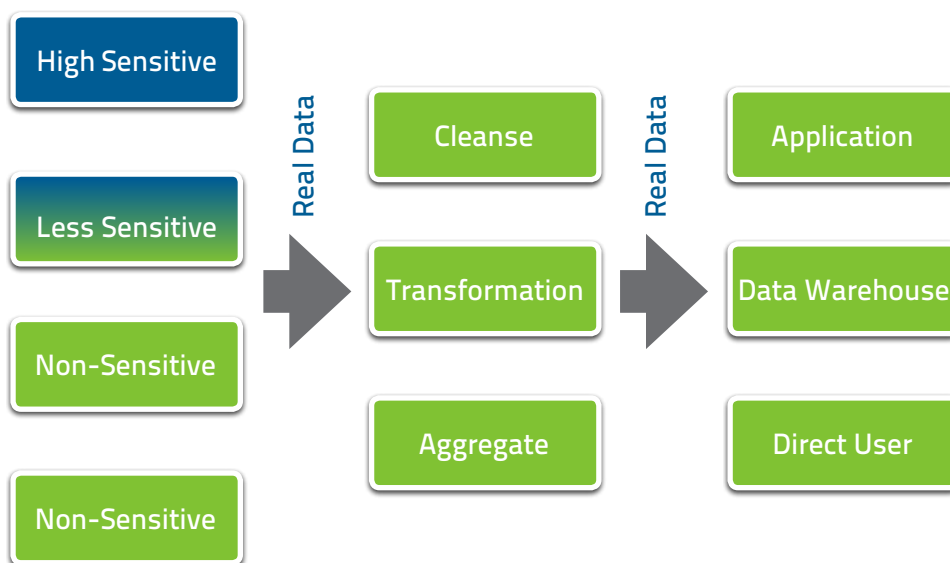 High Sensitive
Less Sensitive
Non-Sensitive
Non-Sensitive
Real Data
Cleanse
Transformation
Aggregate
Real Data
Application
Data Warehouse
Direct User